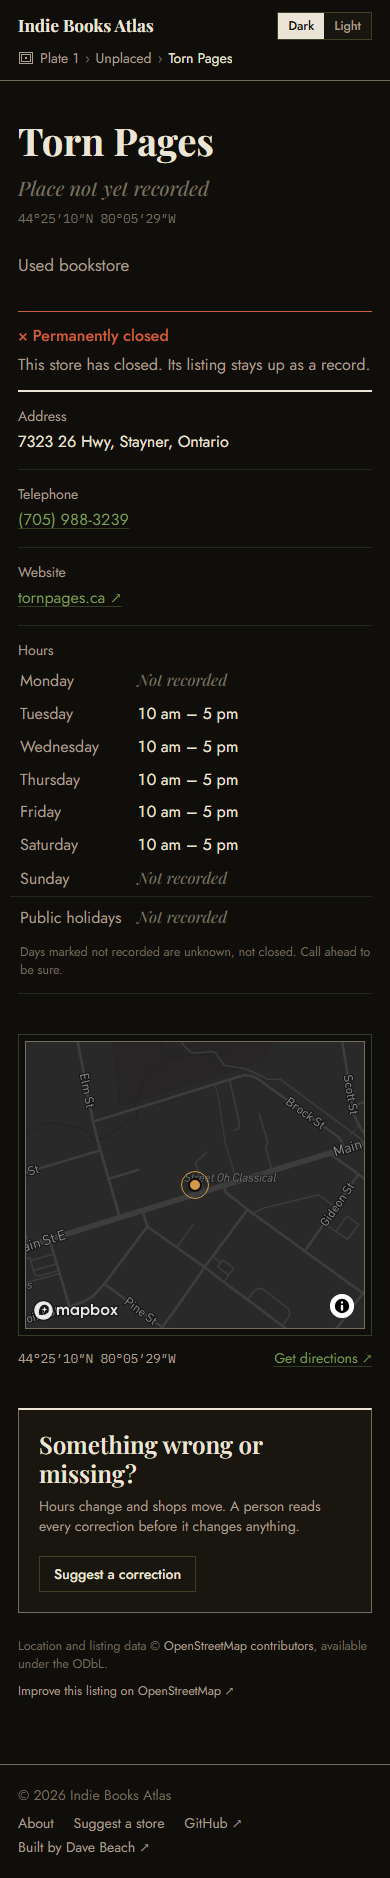 Indie Books Atlas
Dark Light
Plate 1 › Unplaced › Torn Pages
Torn Pages
Place not yet recorded
44°25′10″N 80°05′29″W
Used bookstore
× Permanently closed
This store has closed. Its listing stays up as a record.
Address
7323 26 Hwy, Stayner, Ontario
Telephone
(705) 988-3239
Website
tornpages.ca ↗
Hours
Monday Not recorded
Tuesday 10 am – 5 pm
Wednesday 10 am – 5 pm
Thursday 10 am – 5 pm
Friday 10 am – 5 pm
Saturday 10 am – 5 pm
Sunday Not recorded
Public holidays Not recorded
Days marked not recorded are unknown, not closed. Call ahead to
be sure.
Elm St
Scott St
Brock St
Main
St
Street Oh Classical
Gideon St
ain St E
s
mapbox
Pine St
44°25′10″N 80°05′29″W
Get directions ↗
Something wrong or
missing?
Hours change and shops move. A person reads
every correction before it changes anything.
Suggest a correction
Location and listing data © OpenStreetMap contributors, available
under the ODbL.
Improve this listing on OpenStreetMap ↗
© 2026 Indie Books Atlas
About Suggest a store GitHub ↗
Built by Dave Beach ↗